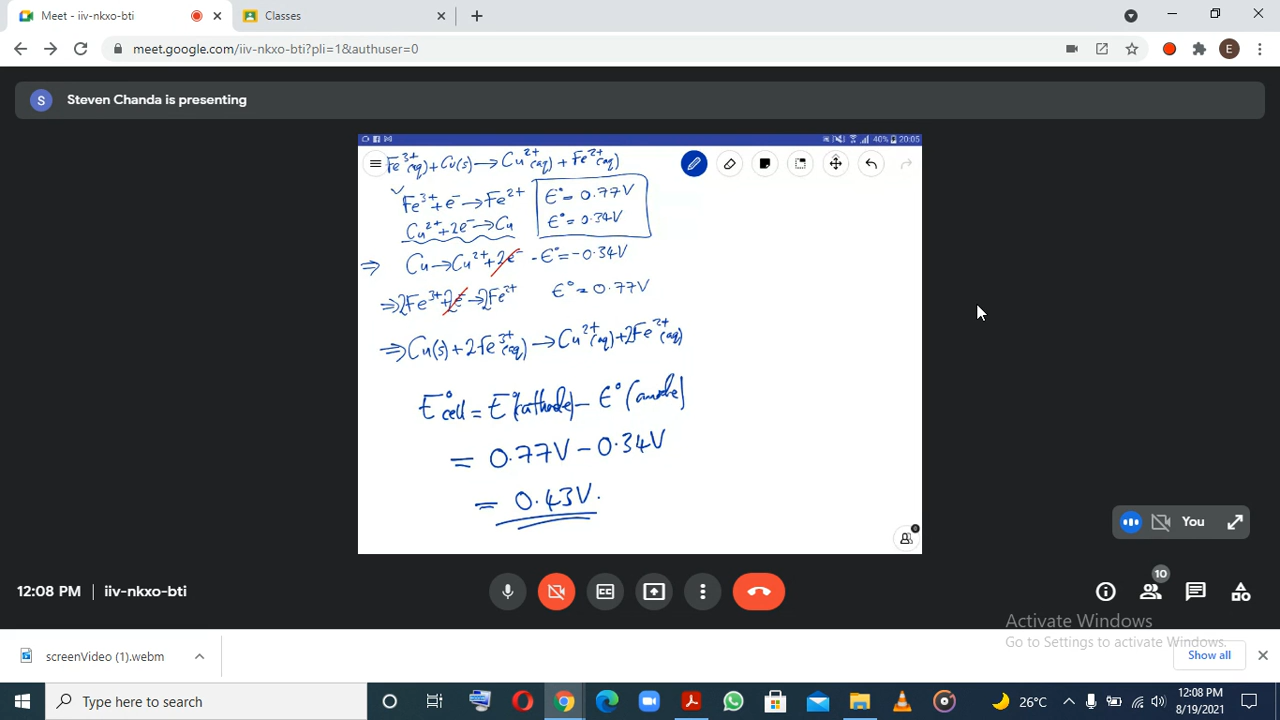 Meet - iiv-nkxo-bti
Classes
meet.google.com/iiv-nkxo-bti?pli=1&authuser=0
E
S Steven Chanda is presenting
40% 20:05
Fe³⁺(aq) + Cu(s) → Cu²⁺(aq) + Fe²⁺(aq)
Fe³⁺ + e⁻ → Fe²⁺ E° = 0.77V
Cu²⁺ + 2e⁻ → Cu E° = 0.34V
⇒ Cu → Cu²⁺ + 2e⁻ - E° = -0.34V
⇒ 2Fe³⁺ + 2e⁻ → 2Fe²⁺ E° = 0.77V
⇒ Cu(s) + 2Fe³⁺(aq) → Cu²⁺(aq) + 2Fe²⁺(aq)
E°cell = E°(cathode) - E°(anode)
= 0.77V - 0.34V
= 0.43V.
You
12:08 PM | iiv-nkxo-bti
CC
10
Activate Windows
Go to Settings to activate Windows.
screenVideo (1).webm
Show all
Type here to search
26°C
12:08 PM
8/19/2021